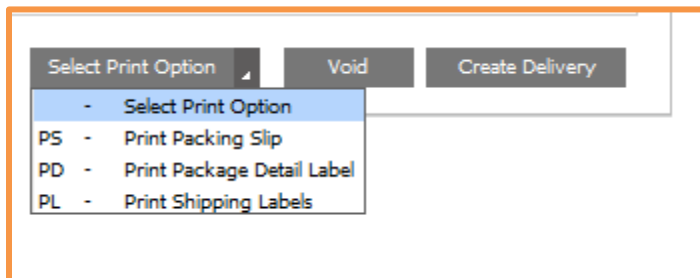 Select Print Option Void Create Delivery
- Select Print Option
PS - Print Packing Slip
PD - Print Package Detail Label
PL - Print Shipping Labels